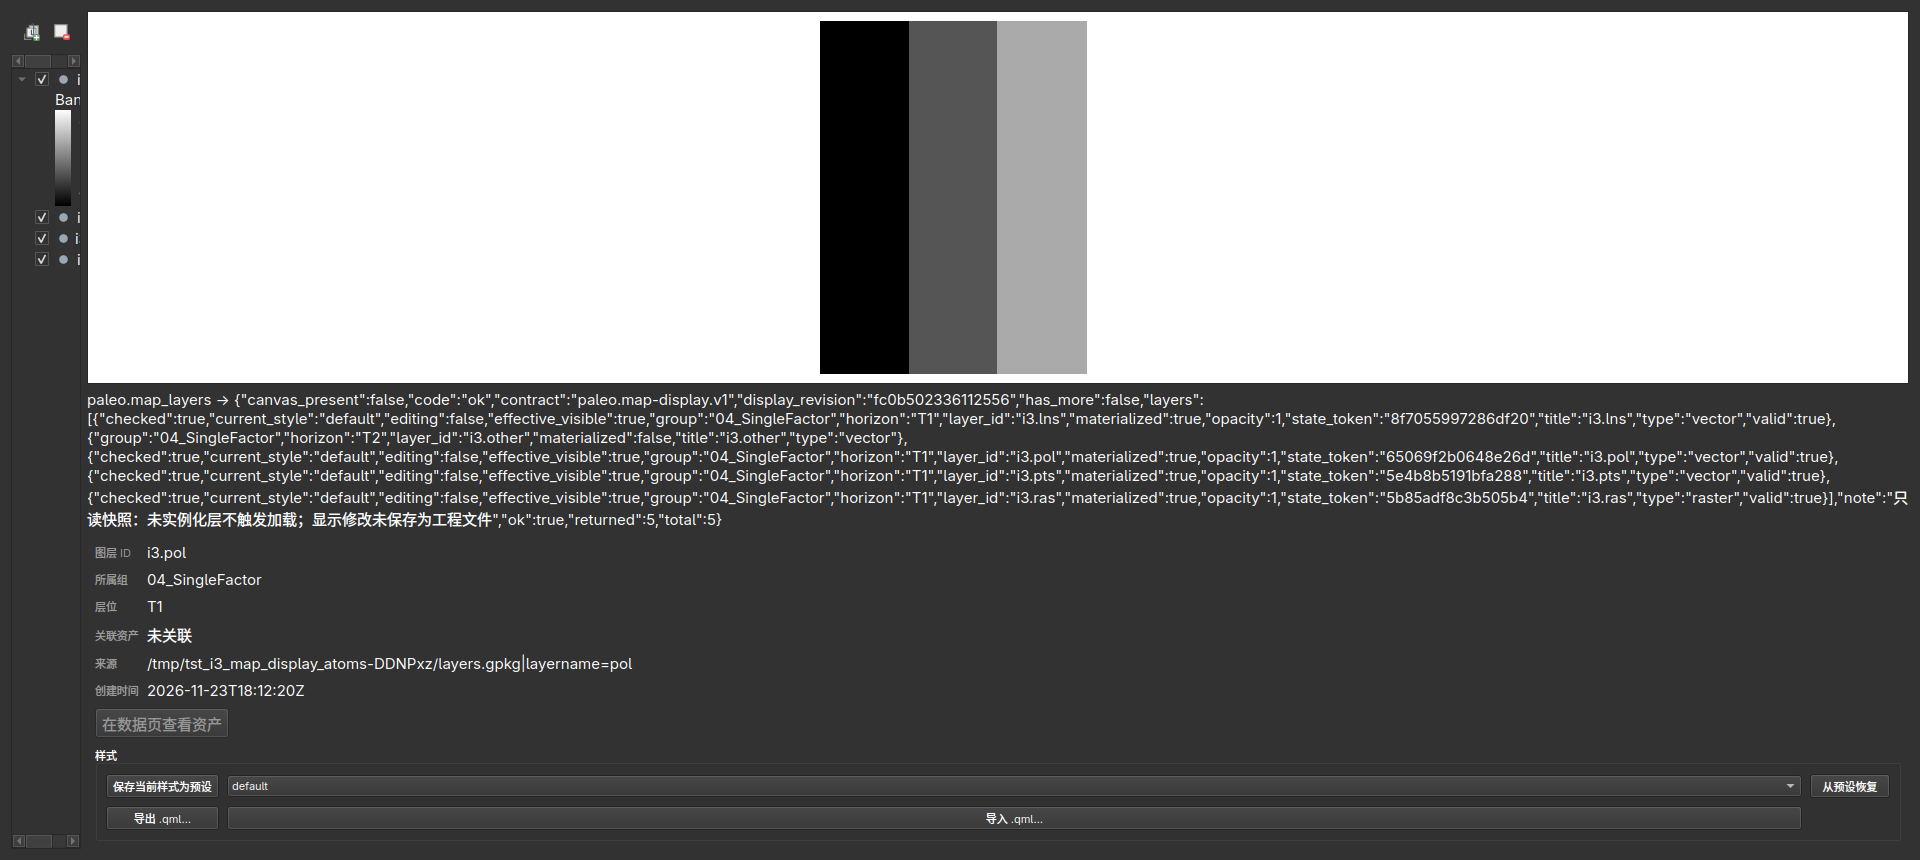 i
Ban
i
i
i
paleo.map_layers → {"canvas_present":false,"code":"ok","contract":"paleo.map-display.v1","display_revision":"fc0b502336112556","has_more":false,"layers":
[{"checked":true,"current_style":"default","editing":false,"effective_visible":true,"group":"04_SingleFactor","horizon":"T1","layer_id":"i3.lns","materialized":true,"opacity":1,"state_token":"8f7055997286df20","title":"i3.lns","type":"vector","valid":true},
{"group":"04_SingleFactor","horizon":"T2","layer_id":"i3.other","materialized":false,"title":"i3.other","type":"vector"},
{"checked":true,"current_style":"default","editing":false,"effective_visible":true,"group":"04_SingleFactor","horizon":"T1","layer_id":"i3.pol","materialized":true,"opacity":1,"state_token":"65069f2b0648e26d","title":"i3.pol","type":"vector","valid":true},
{"checked":true,"current_style":"default","editing":false,"effective_visible":true,"group":"04_SingleFactor","horizon":"T1","layer_id":"i3.pts","materialized":true,"opacity":1,"state_token":"5e4b8b5191bfa288","title":"i3.pts","type":"vector","valid":true},
{"checked":true,"current_style":"default","editing":false,"effective_visible":true,"group":"04_SingleFactor","horizon":"T1","layer_id":"i3.ras","materialized":true,"opacity":1,"state_token":"5b85adf8c3b505b4","title":"i3.ras","type":"raster","valid":true}],"note":"只
读快照：未实例化层不触发加载；显示修改未保存为工程文件","ok":true,"returned":5,"total":5}
图层 ID i3.pol
所属组 04_SingleFactor
层位 T1
关联资产 未关联
来源 /tmp/tst_i3_map_display_atoms-DDNPxz/layers.gpkg|layername=pol
创建时间 2026-11-23T18:12:20Z
在数据页查看资产
样式
保存当前样式为预设 default 从预设恢复
导出 .qml... 导入 .qml...